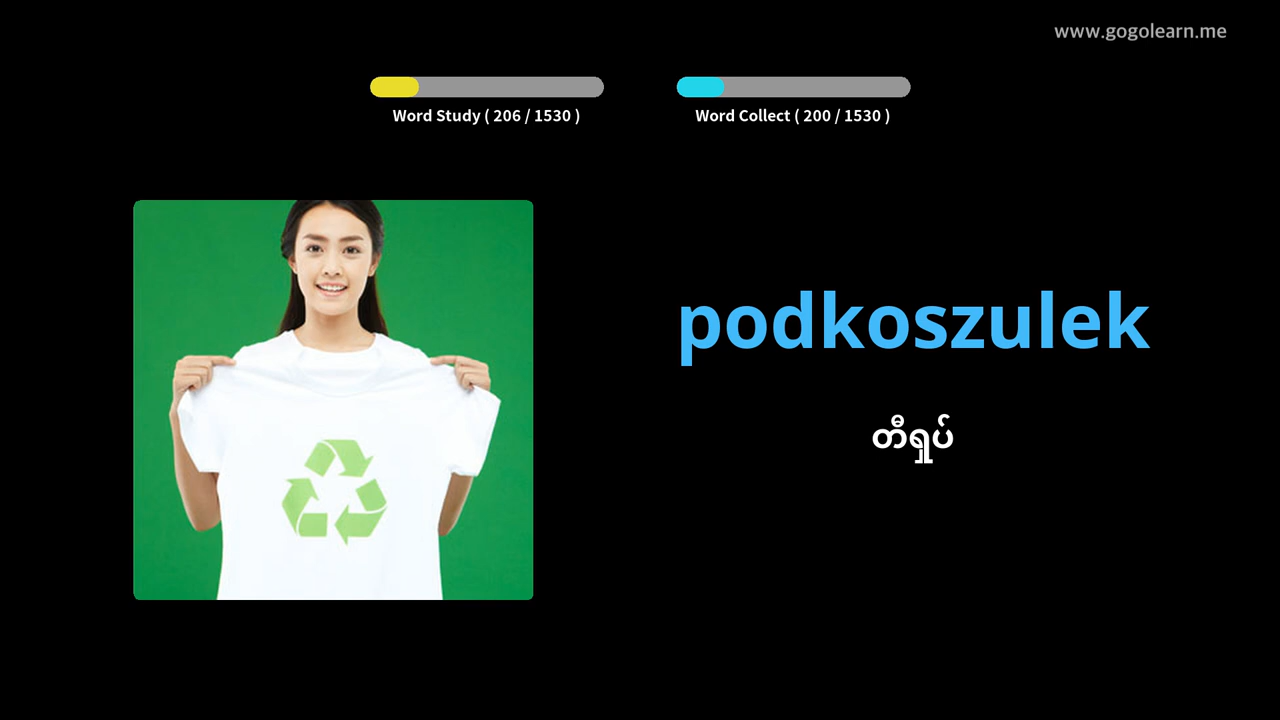 www.gogolearn.me
Word Study ( 206 / 1530 )
Word Collect ( 200 / 1530 )
podkoszulek
တီရှပ်